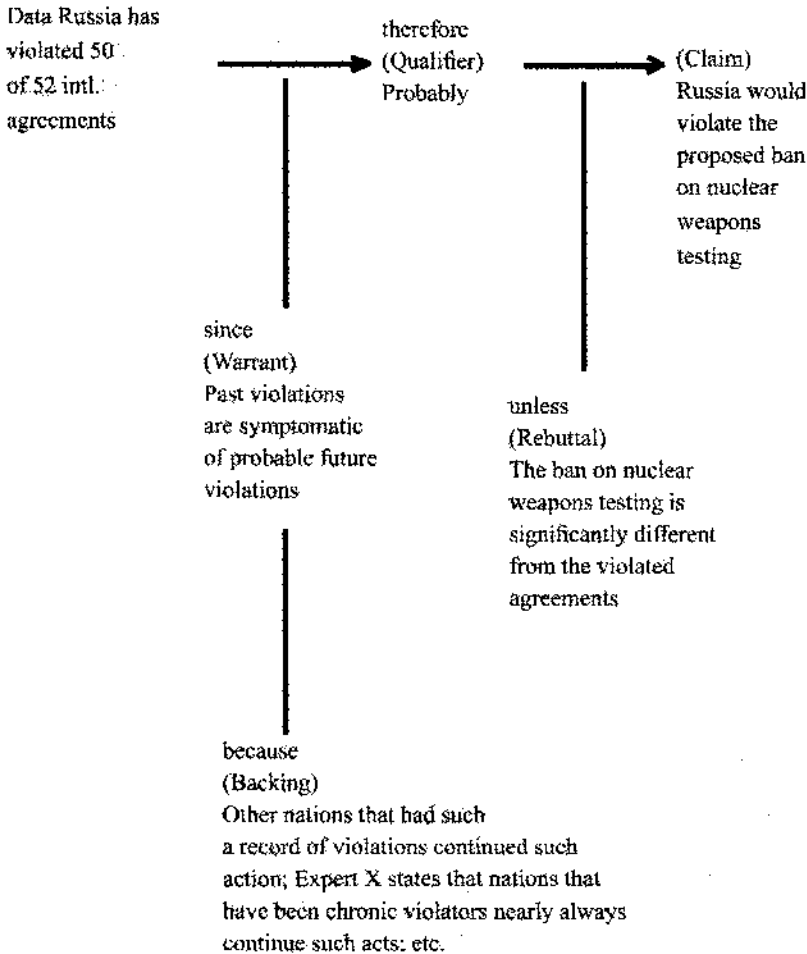 Data Russia has
violated 50
of 52 intl.
agreements
therefore
(Qualifier)
Probably
(Claim)
Russia would
violate the
proposed ban
on nuclear
weapons
testing
since
(Warrant)
Past violations
are symptomatic
of probable future
violations
unless
(Rebuttal)
The ban on nuclear
weapons testing is
significantly different
from the violated
agreements
because
(Backing)
Other nations that had such
a record of violations continued such
action; Expert X states that nations that
have been chronic violators nearly always
continue such acts; etc.